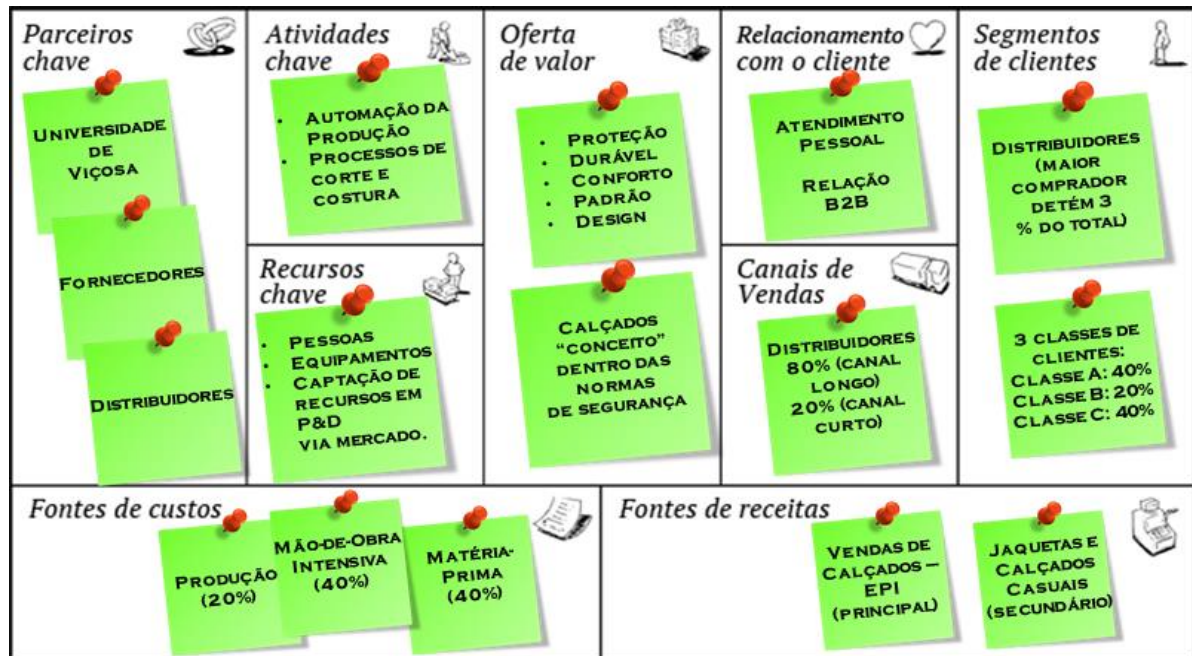 Parceiros
chave
UNIVERSIDADE
DE
VIÇOSA
FORNECEDORES
DISTRIBUIDORES
Atividades
chave
• AUTOMAÇÃO DA
PRODUÇÃO
• PROCESSOS DE
CORTE E
COSTURA
Recursos
chave
• PESSOAS
• EQUIPAMENTOS
• CAPTAÇÃO DE
RECURSOS EM
P&D
VIA MERCADO.
Oferta
de valor
• PROTEÇÃO
• DURÁVEL
• CONFORTO
• PADRÃO
• DESIGN
CALÇADOS
“CONCEITO”
DENTRO DAS
NORMAS
DE SEGURANÇA
Relacionamento
com o cliente
ATENDIMENTO
PESSOAL
RELAÇÃO
B2B
Canais de
Vendas
DISTRIBUIDORES
80% (CANAL
LONGO)
20% (CANAL
CURTO)
Segmentos
de clientes
DISTRIBUIDORES
(MAIOR
COMPRADOR
DETÉM 3
% DO TOTAL)
3 CLASSES DE
CLIENTES:
CLASSE A: 40%
CLASSE B: 20%
CLASSE C: 40%
Fontes de custos
PRODUÇÃO
(20%)
MÃO-DE-OBRA
INTENSIVA
(40%)
MATÉRIA-
PRIMA
(40%)
Fontes de receitas
VENDAS DE
CALÇADOS –
EPI
(PRINCIPAL)
JAQUETAS E
CALÇADOS
CASUAIS
(SECUNDÁRIO)